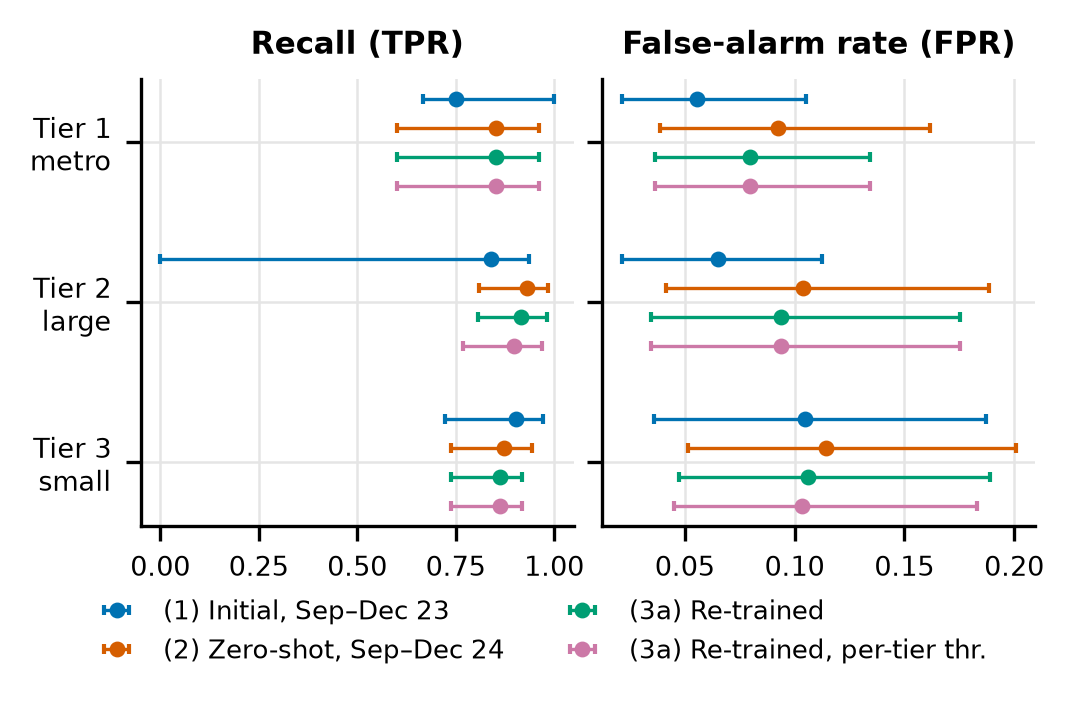 Recall (TPR)
False-alarm rate (FPR)
Tier 1
metro
Tier 2
large
Tier 3
small
0.00 0.25 0.50 0.75 1.00
0.05 0.10 0.15 0.20
(1) Initial, Sep–Dec 23
(2) Zero-shot, Sep–Dec 24
(3a) Re-trained
(3a) Re-trained, per-tier thr.